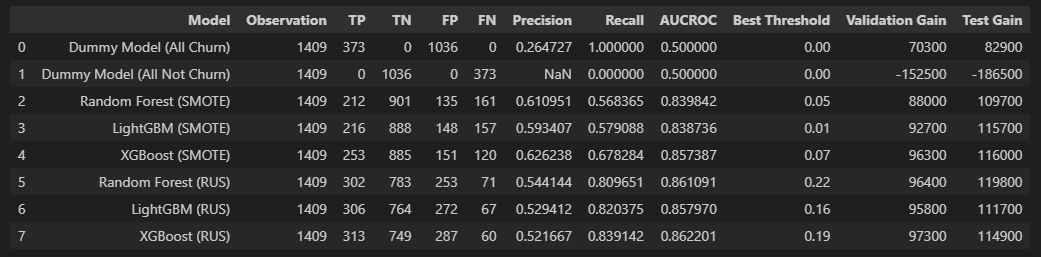 Model Observation TP TN FP FN Precision Recall AUCROC Best Threshold Validation Gain Test Gain
0 Dummy Model (All Churn) 1409 373 0 1036 0 0.264727 1.000000 0.500000 0.00 70300 82900
1 Dummy Model (All Not Churn) 1409 0 1036 0 373 NaN 0.000000 0.500000 0.00 -152500 -186500
2 Random Forest (SMOTE) 1409 212 901 135 161 0.610951 0.568365 0.839842 0.05 88000 109700
3 LightGBM (SMOTE) 1409 216 888 148 157 0.593407 0.579088 0.838736 0.01 92700 115700
4 XGBoost (SMOTE) 1409 253 885 151 120 0.626238 0.678284 0.857387 0.07 96300 116000
5 Random Forest (RUS) 1409 302 783 253 71 0.544144 0.809651 0.861091 0.22 96400 119800
6 LightGBM (RUS) 1409 306 764 272 67 0.529412 0.820375 0.857970 0.16 95800 111700
7 XGBoost (RUS) 1409 313 749 287 60 0.521667 0.839142 0.862201 0.19 97300 114900